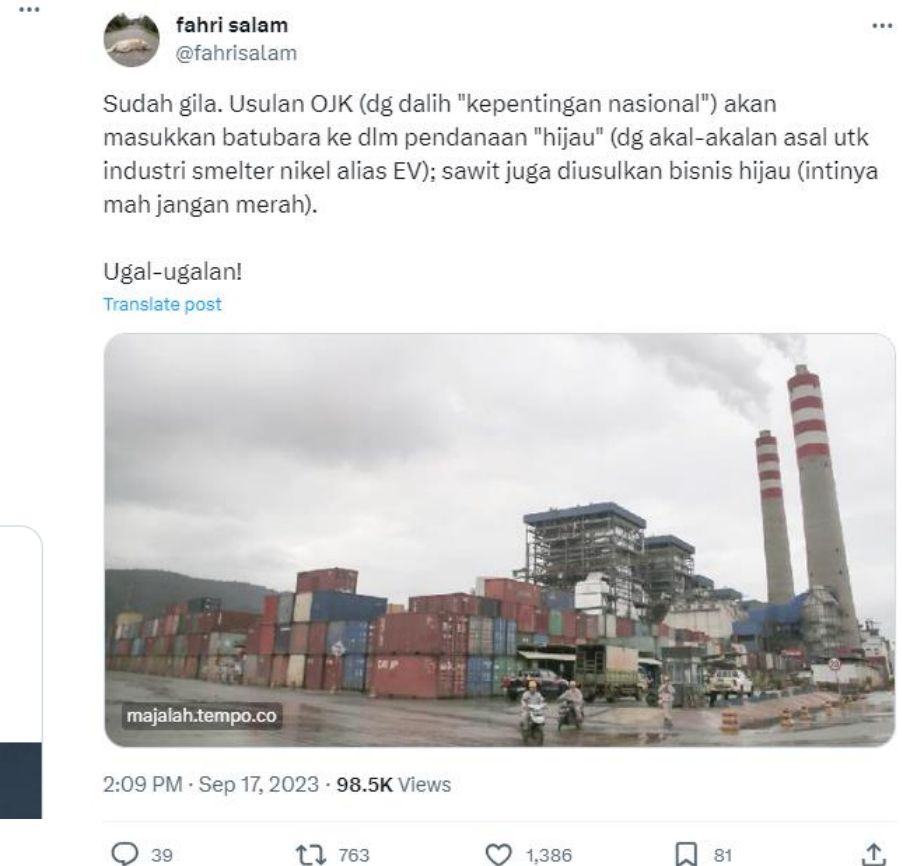 fahri salam
@fahrisalam
Sudah gila. Usulan OJK (dg dalih "kepentingan nasional") akan
masukkan batubara ke dlm pendanaan "hijau" (dg akal-akalan asal utk
industri smelter nikel alias EV); sawit juga diusulkan bisnis hijau (intinya
mah jangan merah).
Ugal-ugalan!
Translate post
majalah.tempo.co
2:09 PM · Sep 17, 2023 · 98.5K Views
39 763 1,386 81